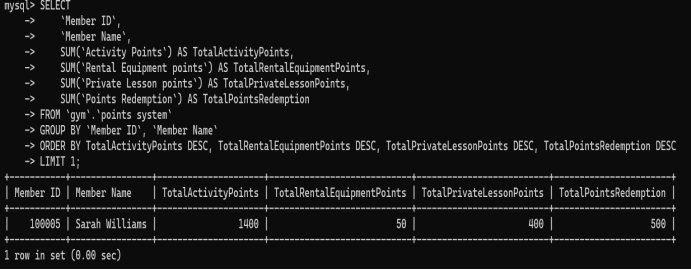 mysql> SELECT
    ->     `Member ID`,
    ->     `Member Name`,
    ->     SUM(`Activity Points`) AS TotalActivityPoints,
    ->     SUM(`Rental Equipment points`) AS TotalRentalEquipmentPoints,
    ->     SUM(`Private Lesson points`) AS TotalPrivateLessonPoints,
    ->     SUM(`Points Redemption`) AS TotalPointsRedemption
    -> FROM `gym`.`points system`
    -> GROUP BY `Member ID`, `Member Name`
    -> ORDER BY TotalActivityPoints DESC, TotalRentalEquipmentPoints DESC, TotalPrivateLessonPoints DESC, TotalPointsRedemption DESC
    -> LIMIT 1;
+-----------+----------------+---------------------+----------------------------+--------------------------+-----------------------+
| Member ID | Member Name    | TotalActivityPoints | TotalRentalEquipmentPoints | TotalPrivateLessonPoints | TotalPointsRedemption |
+-----------+----------------+---------------------+----------------------------+--------------------------+-----------------------+
|    100005 | Sarah Williams |                1400 |                         50 |                      400 |                   500 |
+-----------+----------------+---------------------+----------------------------+--------------------------+-----------------------+
1 row in set (0.00 sec)